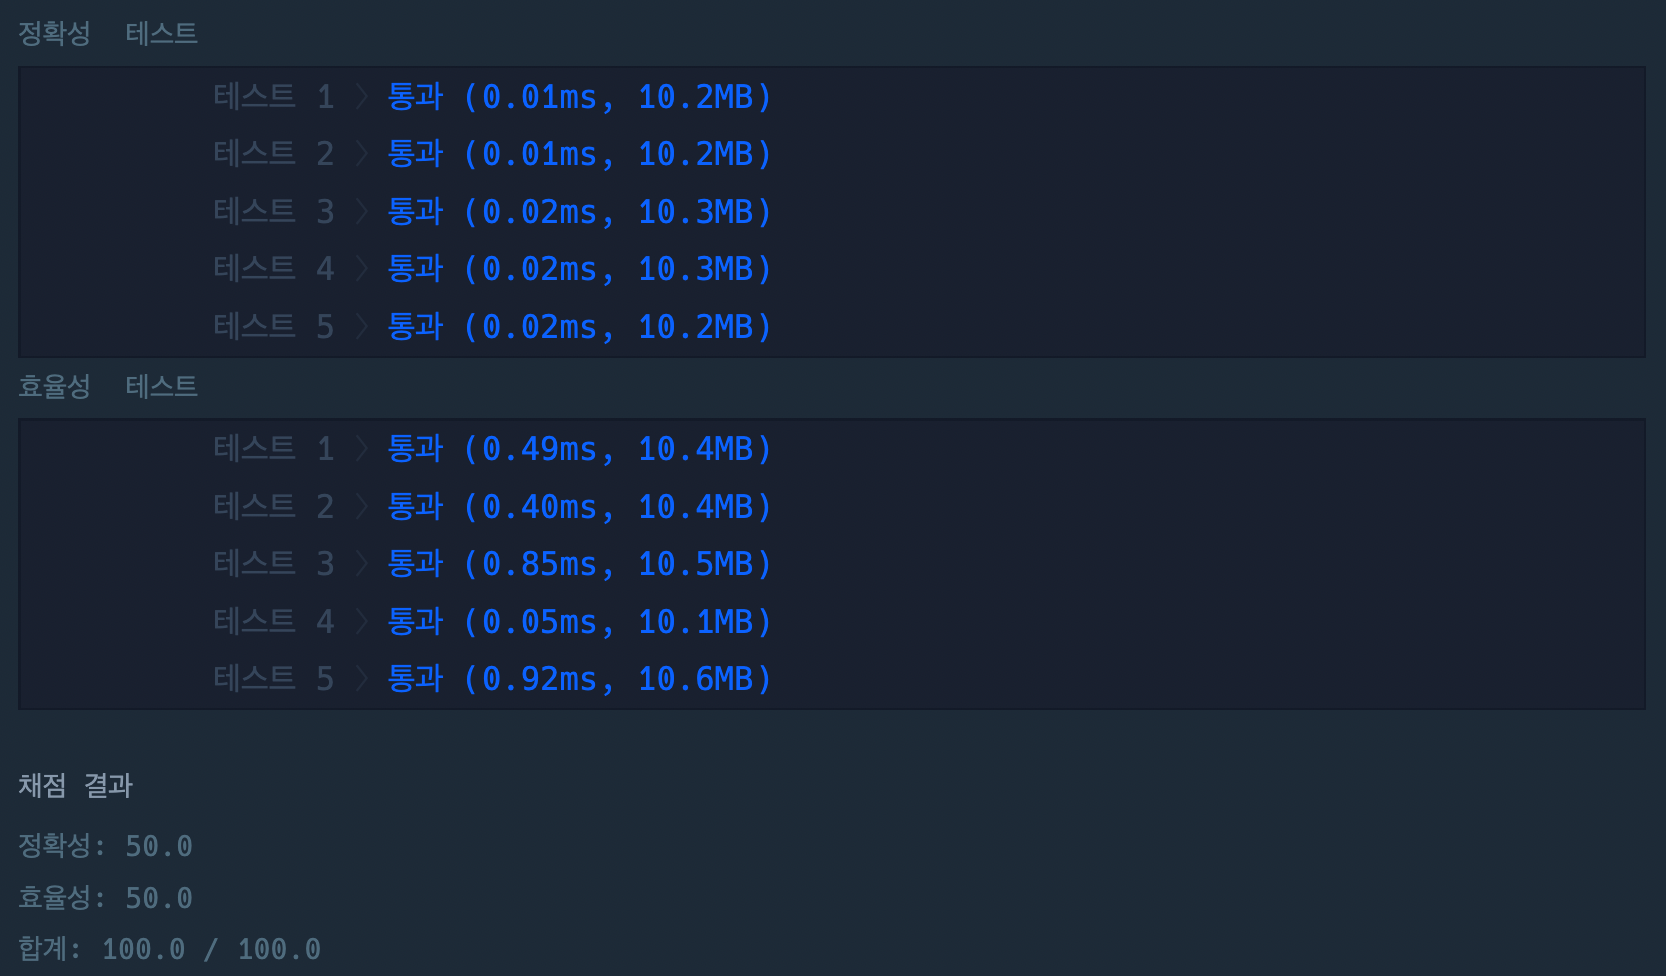 정확성  테스트
테스트 1 〉 통과 (0.01ms, 10.2MB)
테스트 2 〉 통과 (0.01ms, 10.2MB)
테스트 3 〉 통과 (0.02ms, 10.3MB)
테스트 4 〉 통과 (0.02ms, 10.3MB)
테스트 5 〉 통과 (0.02ms, 10.2MB)
효율성  테스트
테스트 1 〉 통과 (0.49ms, 10.4MB)
테스트 2 〉 통과 (0.40ms, 10.4MB)
테스트 3 〉 통과 (0.85ms, 10.5MB)
테스트 4 〉 통과 (0.05ms, 10.1MB)
테스트 5 〉 통과 (0.92ms, 10.6MB)
채점 결과
정확성: 50.0
효율성: 50.0
합계: 100.0 / 100.0